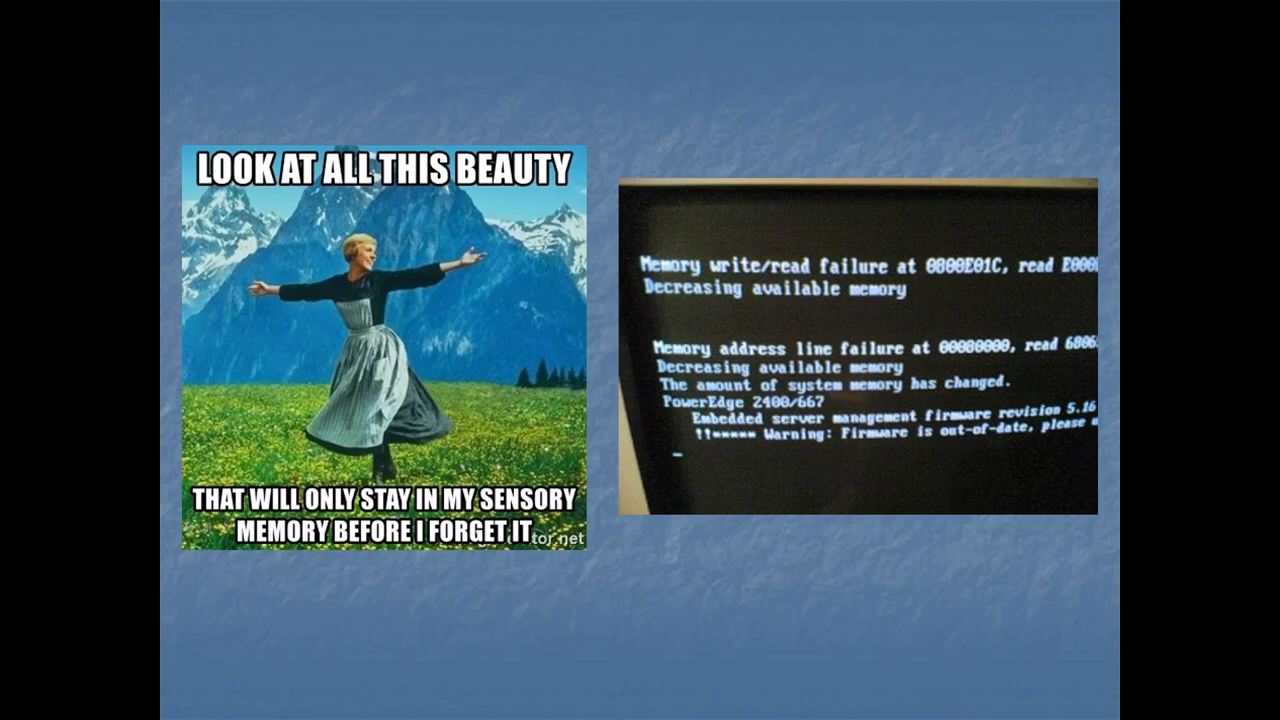 LOOK AT ALL THIS BEAUTY
THAT WILL ONLY STAY IN MY SENSORY
MEMORY BEFORE I FORGET IT
tor.net
Memory write/read failure at 0800E01C, read E000
Decreasing available memory
Memory address line failure at 00080000, read 6806
Decreasing available memory
The amount of system memory has changed.
PowerEdge 2400/667
Embedded server management firmware revision 5.16
!!***** Warning: Firmware is out-of-date, please